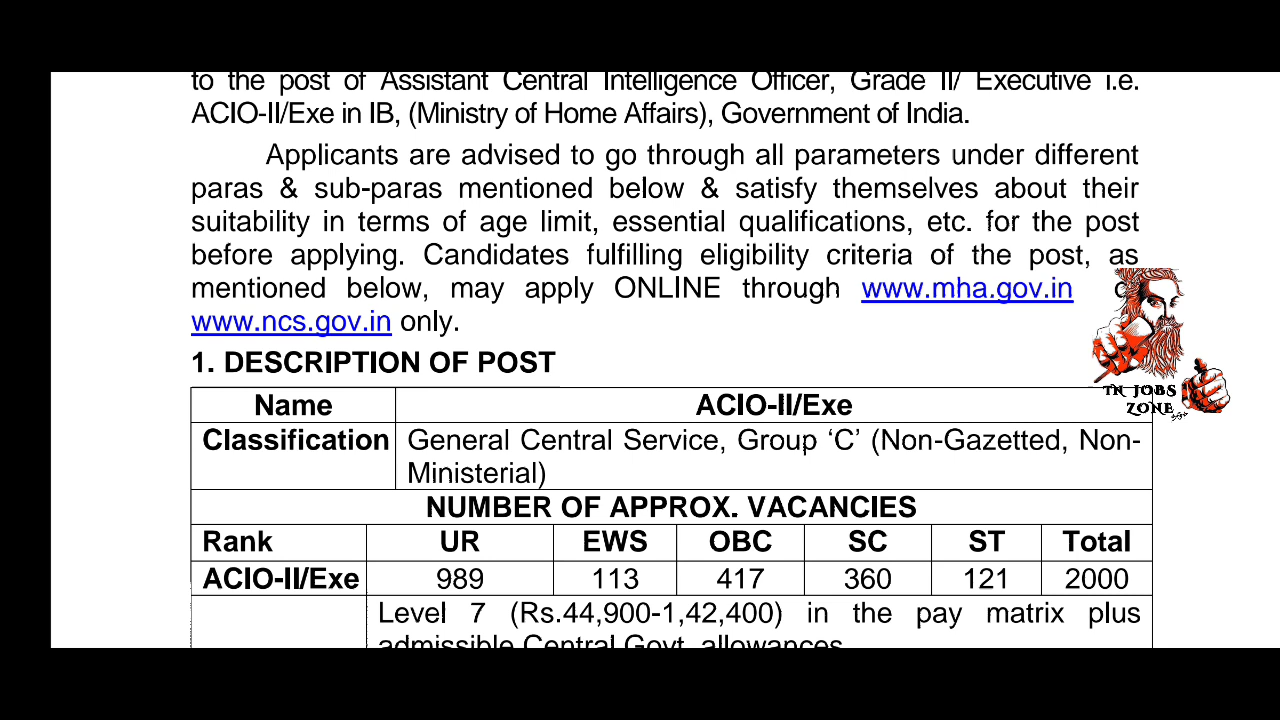 to the post of Assistant Central Intelligence Officer, Grade II/ Executive i.e.
ACIO-II/Exe in IB, (Ministry of Home Affairs), Government of India.
Applicants are advised to go through all parameters under different
paras & sub-paras mentioned below & satisfy themselves about their
suitability in terms of age limit, essential qualifications, etc. for the post
before applying. Candidates fulfilling eligibility criteria of the post, as
mentioned below, may apply ONLINE through www.mha.gov.in
www.ncs.gov.in only.
1. DESCRIPTION OF POST
Name ACIO-II/Exe
Classification General Central Service, Group ‘C’ (Non-Gazetted, Non-
Ministerial)
NUMBER OF APPROX. VACANCIES
Rank UR EWS OBC SC ST Total
ACIO-II/Exe 989 113 417 360 121 2000
Level 7 (Rs.44,900-1,42,400) in the pay matrix plus
admissible Central Govt. allowances
TN JOBS
ZONE